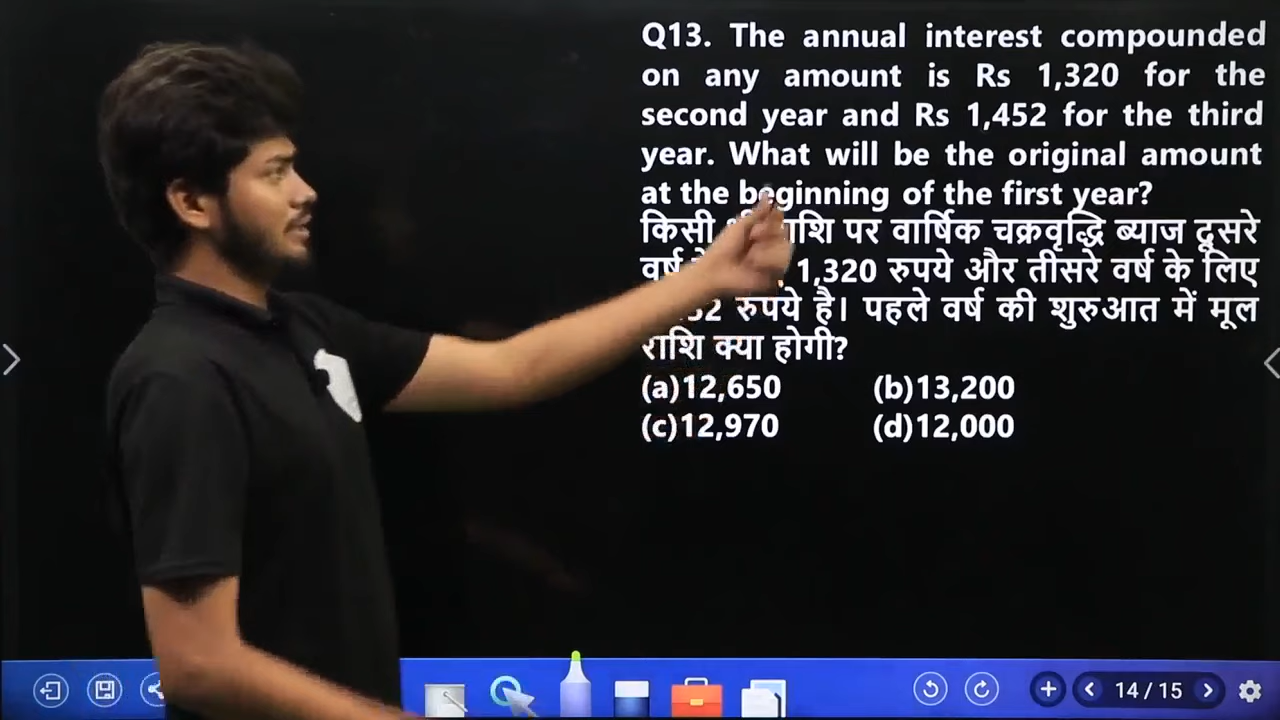 Q13. The annual interest compounded
on any amount is Rs 1,320 for the
second year and Rs 1,452 for the third
year. What will be the original amount
at the beginning of the first year?
किसी राशि पर वार्षिक चक्रवृद्धि ब्याज दूसरे
वर्ष 1,320 रुपये और तीसरे वर्ष के लिए
रुपये है। पहले वर्ष की शुरुआत में मूल
राशि क्या होगी?
(a)12,650 (b)13,200
(c)12,970 (d)12,000
14 / 15